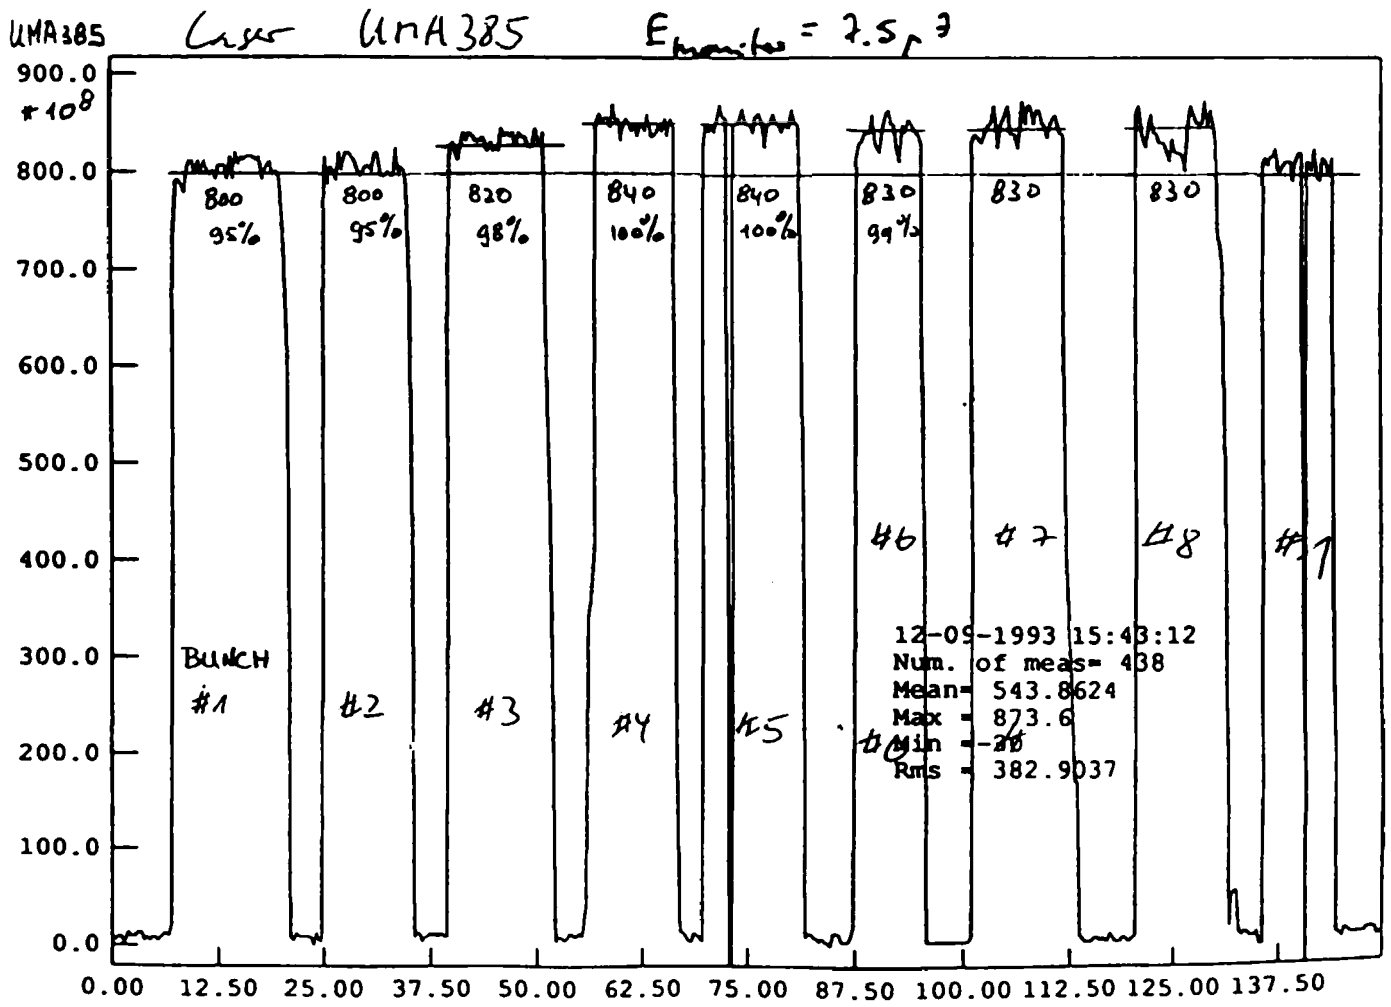 UMA385 Laser UMA385 E
900.0
* 10^8
800.0
700.0
600.0
500.0
400.0
300.0
200.0
100.0
0.0
800 800 820 840 840 830 830 830
95% 95% 98% 100% 100% 99%
#6 #7 #8 #1
BUNCH
#1 #2 #3 #4 #5
12-09-1993 15:43:12
Num. of meas= 438
Mean= 543.8624
Max = 873.6
Min =
Rms = 382.9037
0.00 12.50 25.00 37.50 50.00 62.50 75.00 87.50 100.00 112.50 125.00 137.50